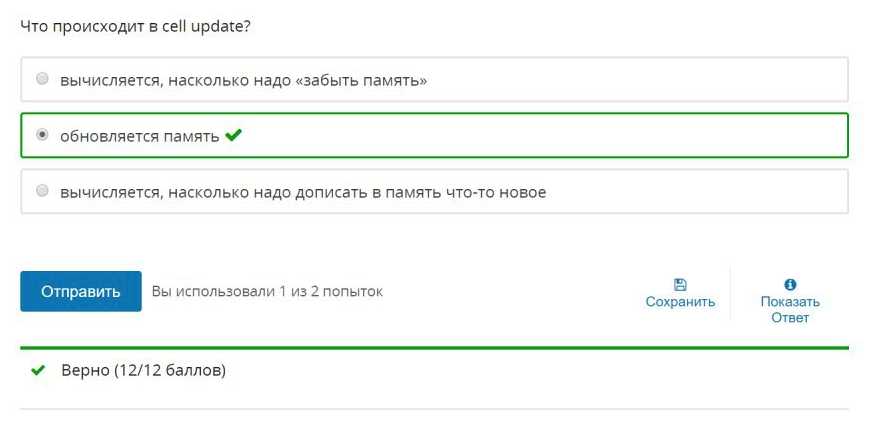 Что происходит в cell update?
вычисляется, насколько надо «забыть память»
обновляется память
вычисляется, насколько надо дописать в память что-то новое
Отправить
Вы использовали 1 из 2 попыток
Сохранить
Показать
Ответ
Верно (12/12 баллов)